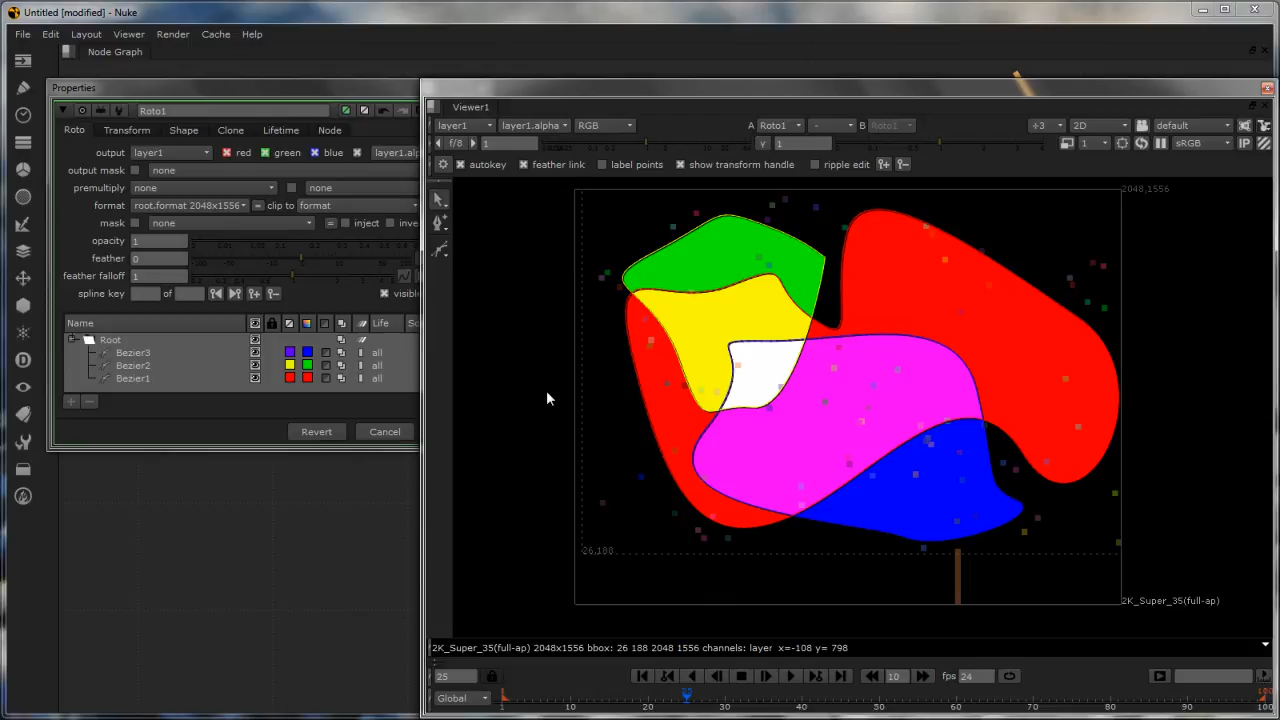 Untitled [modified] - Nuke
File Edit Layout Viewer Render Cache Help
Node Graph
Properties
Roto1
Roto Transform Shape Clone Lifetime Node
output layer1 red green blue layer1.alp
output mask none
premultiply none none
format root.format 2048x1556 = clip to format
mask none = inject inve
opacity 1
feather 0
feather falloff 1
spline key of visible
Name Life
Root
Bezier3 all
Bezier2 all
Bezier1 all
Revert Cancel
Viewer1
layer1 layer1.alpha RGB A Roto1 - B Roto1 ÷3 2D default
f/8 1 γ 1 1 sRGB IP
autokey feather link label points show transform handle ripple edit
2048,1556
26,188
2K_Super_35(full-ap)
2K_Super_35(full-ap) 2048x1556 bbox: 26 188 2048 1556 channels: layer x=-108 y= 798
25 10 fps 24
Global 1 10 20 30 40 50 60 70 80 90 100